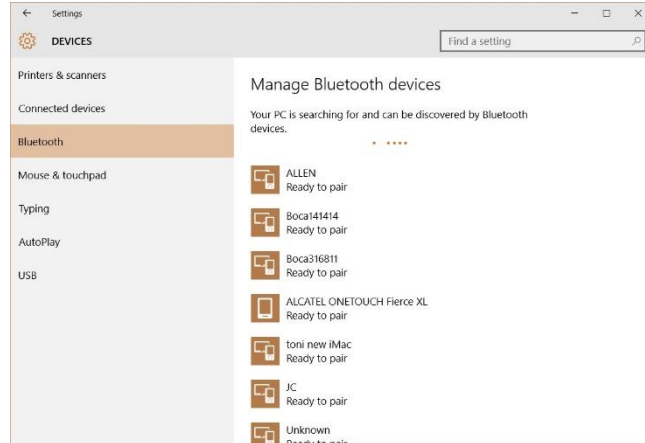 Settings
DEVICES
Find a setting
Printers & scanners
Connected devices
Bluetooth
Mouse & touchpad
Typing
AutoPlay
USB
Manage Bluetooth devices
Your PC is searching for and can be discovered by Bluetooth
devices.
ALLEN
Ready to pair
Boca141414
Ready to pair
Boca316811
Ready to pair
ALCATEL ONETOUCH Fierce XL
Ready to pair
toni new iMac
Ready to pair
JC
Ready to pair
Unknown
Ready to pair